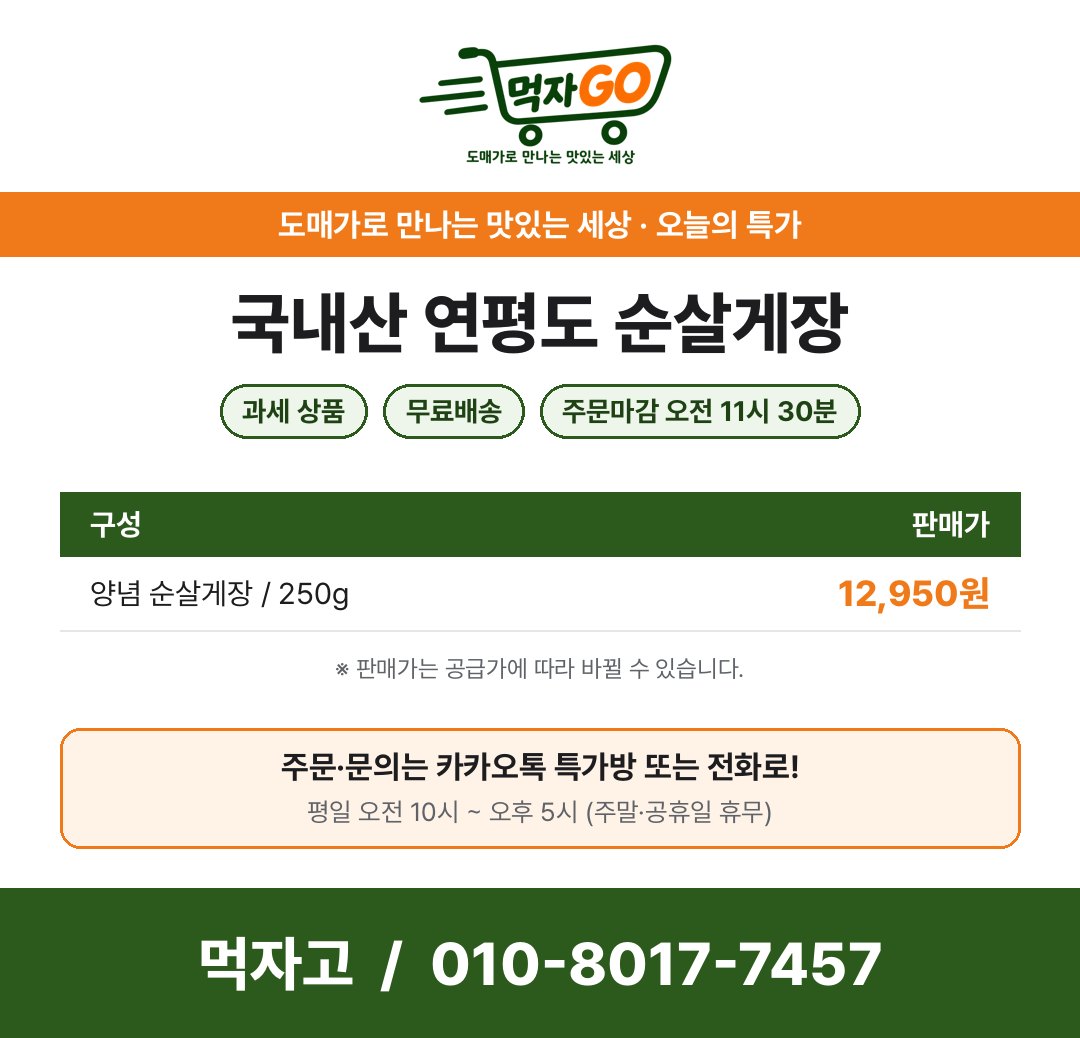 먹자GO
도매가로 만나는 맛있는 세상
도매가로 만나는 맛있는 세상 · 오늘의 특가
국내산 연평도 순살게장
과세 상품 무료배송 주문마감 오전 11시 30분
구성 판매가
양념 순살게장 / 250g 12,950원
※ 판매가는 공급가에 따라 바뀔 수 있습니다.
주문·문의는 카카오톡 특가방 또는 전화로!
평일 오전 10시 ~ 오후 5시 (주말·공휴일 휴무)
먹자고 / 010-8017-7457